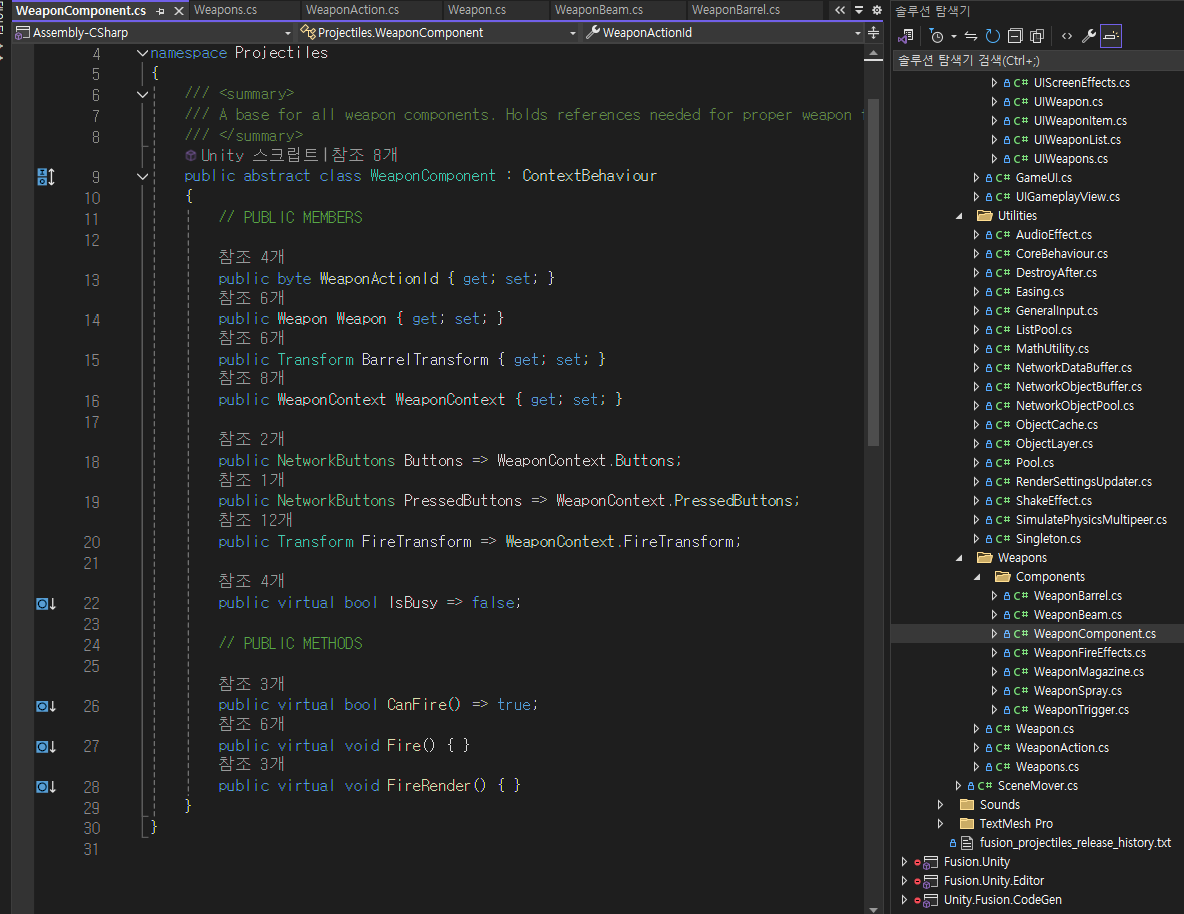 WeaponComponent.cs
Weapons.cs
WeaponAction.cs
Weapon.cs
WeaponBeam.cs
WeaponBarrel.cs
Assembly-CSharp
Projectiles.WeaponComponent
WeaponActionId
4 namespace Projectiles
5 {
6 /// <summary>
7 /// A base for all weapon components. Holds references needed for proper weapon
8 /// </summary>
Unity 스크립트|참조 8개
9 public abstract class WeaponComponent : ContextBehaviour
10 {
11 // PUBLIC MEMBERS
12
참조 4개
13 public byte WeaponActionId { get; set; }
참조 6개
14 public Weapon Weapon { get; set; }
참조 6개
15 public Transform BarrelTransform { get; set; }
참조 8개
16 public WeaponContext WeaponContext { get; set; }
17
참조 2개
18 public NetworkButtons Buttons => WeaponContext.Buttons;
참조 1개
19 public NetworkButtons PressedButtons => WeaponContext.PressedButtons;
참조 12개
20 public Transform FireTransform => WeaponContext.FireTransform;
21
참조 4개
22 public virtual bool IsBusy => false;
23
24 // PUBLIC METHODS
25
참조 3개
26 public virtual bool CanFire() => true;
참조 6개
27 public virtual void Fire() { }
참조 3개
28 public virtual void FireRender() { }
29 }
30 }
31
솔루션 탐색기
솔루션 탐색기 검색(Ctrl+;)
C# UIScreenEffects.cs
C# UIWeapon.cs
C# UIWeaponItem.cs
C# UIWeaponList.cs
C# UIWeapons.cs
C# GameUI.cs
C# UIGameplayView.cs
Utilities
C# AudioEffect.cs
C# CoreBehaviour.cs
C# DestroyAfter.cs
C# Easing.cs
C# GeneralInput.cs
C# ListPool.cs
C# MathUtility.cs
C# NetworkDataBuffer.cs
C# NetworkObjectBuffer.cs
C# NetworkObjectPool.cs
C# ObjectCache.cs
C# ObjectLayer.cs
C# Pool.cs
C# RenderSettingsUpdater.cs
C# ShakeEffect.cs
C# SimulatePhysicsMultipeer.cs
C# Singleton.cs
Weapons
Components
C# WeaponBarrel.cs
C# WeaponBeam.cs
C# WeaponComponent.cs
C# WeaponFireEffects.cs
C# WeaponMagazine.cs
C# WeaponSpray.cs
C# WeaponTrigger.cs
C# Weapon.cs
C# WeaponAction.cs
C# Weapons.cs
C# SceneMover.cs
Sounds
TextMesh Pro
fusion_projectiles_release_history.txt
Fusion.Unity
Fusion.Unity.Editor
Unity.Fusion.CodeGen